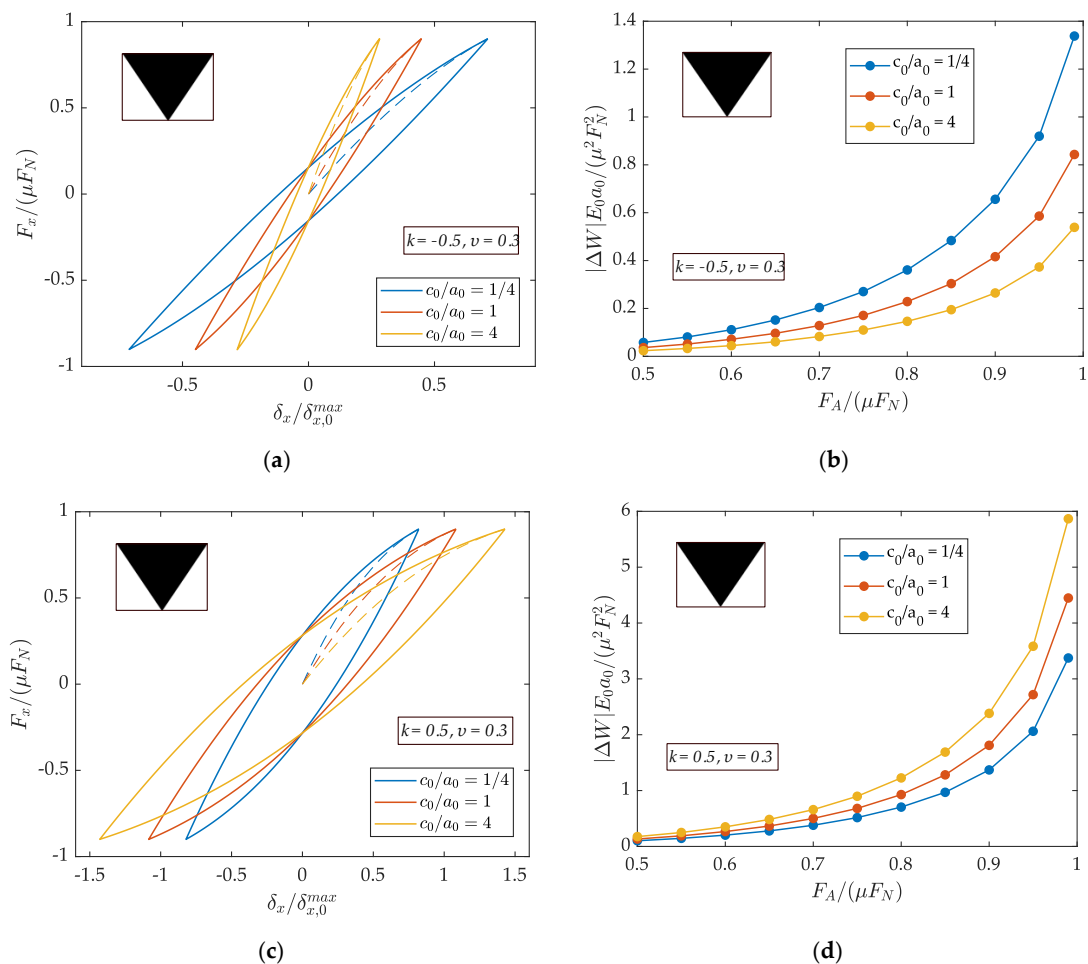 1
0.5
0
-0.5
-1
F_x/(μF_N)
k = -0.5, υ = 0.3
c_0/a_0 = 1/4
c_0/a_0 = 1
c_0/a_0 = 4
-0.5 0 0.5
δ_x/δ_{x,0}^{max}
(a)
1.4
1.2
1
0.8
0.6
0.4
0.2
0
|ΔW|E_0a_0/(μ^2F_N^2)
c_0/a_0 = 1/4
c_0/a_0 = 1
c_0/a_0 = 4
k = -0.5, υ = 0.3
0.5 0.6 0.7 0.8 0.9 1
F_A/(μF_N)
(b)
1
0.5
0
-0.5
-1
F_x/(μF_N)
k = 0.5, υ = 0.3
c_0/a_0 = 1/4
c_0/a_0 = 1
c_0/a_0 = 4
-1.5 -1 -0.5 0 0.5 1 1.5
δ_x/δ_{x,0}^{max}
(c)
6
5
4
3
2
1
0
|ΔW|E_0a_0/(μ^2F_N^2)
c_0/a_0 = 1/4
c_0/a_0 = 1
c_0/a_0 = 4
k = 0.5, υ = 0.3
0.5 0.6 0.7 0.8 0.9 1
F_A/(μF_N)
(d)